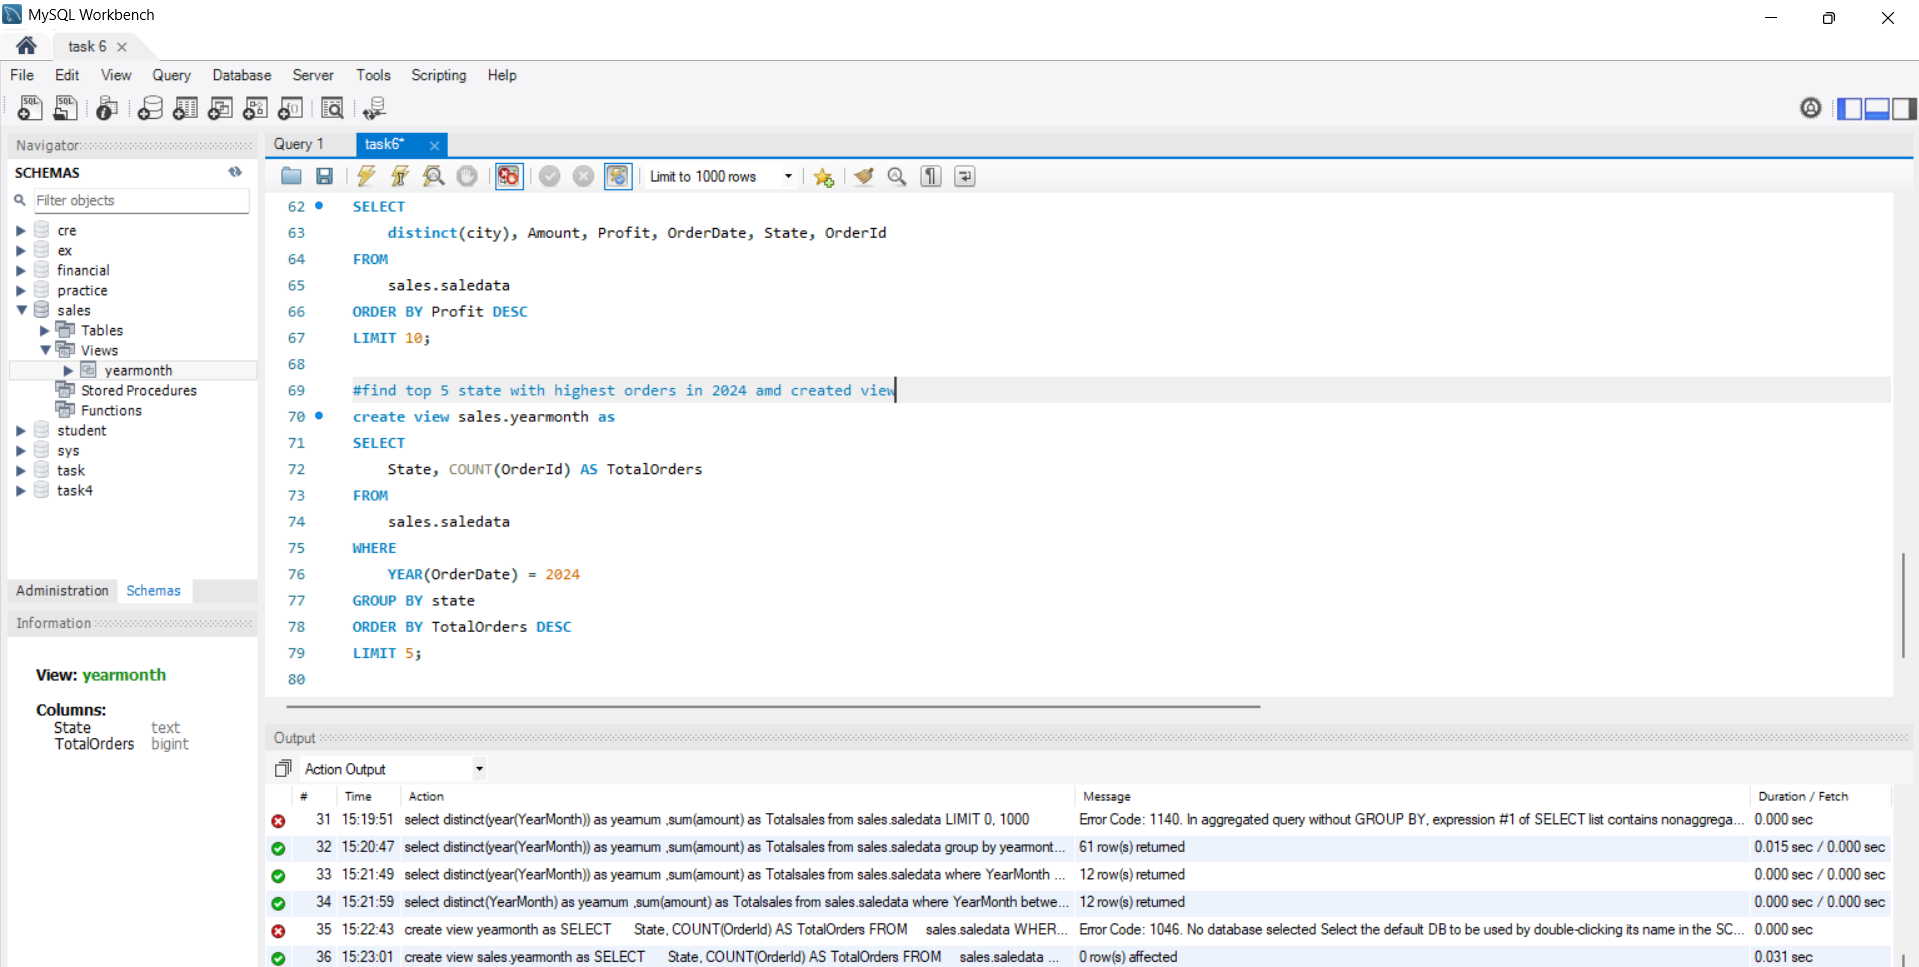 MySQL Workbench
task 6
File Edit View Query Database Server Tools Scripting Help
Navigator
SCHEMAS
Filter objects
cre
ex
financial
practice
sales
Tables
Views
yearmonth
Stored Procedures
Functions
student
sys
task
task4
Administration Schemas
Information
View: yearmonth
Columns:
State text
TotalOrders bigint
Query 1 task6*
Limit to 1000 rows
62 SELECT
63 distinct(city), Amount, Profit, OrderDate, State, OrderId
64 FROM
65 sales.saledata
66 ORDER BY Profit DESC
67 LIMIT 10;
68
69 #find top 5 state with highest orders in 2024 amd created view
70 create view sales.yearmonth as
71 SELECT
72 State, COUNT(OrderId) AS TotalOrders
73 FROM
74 sales.saledata
75 WHERE
76 YEAR(OrderDate) = 2024
77 GROUP BY state
78 ORDER BY TotalOrders DESC
79 LIMIT 5;
80
Output
Action Output
# Time Action Message Duration / Fetch
31 15:19:51 select distinct(year(YearMonth)) as yearnum ,sum(amount) as Totalsales from sales.saledata LIMIT 0, 1000 Error Code: 1140. In aggregated query without GROUP BY, expression #1 of SELECT list contains nonaggrega... 0.000 sec
32 15:20:47 select distinct(year(YearMonth)) as yearnum ,sum(amount) as Totalsales from sales.saledata group by yearmont... 61 row(s) returned 0.015 sec / 0.000 sec
33 15:21:49 select distinct(year(YearMonth)) as yearnum ,sum(amount) as Totalsales from sales.saledata where YearMonth ... 12 row(s) returned 0.000 sec / 0.000 sec
34 15:21:59 select distinct(YearMonth) as yearnum ,sum(amount) as Totalsales from sales.saledata where YearMonth betwe... 12 row(s) returned 0.000 sec / 0.000 sec
35 15:22:43 create view yearmonth as SELECT State, COUNT(OrderId) AS TotalOrders FROM sales.saledata WHER... Error Code: 1046. No database selected Select the default DB to be used by double-clicking its name in the SC... 0.000 sec
36 15:23:01 create view sales.yearmonth as SELECT State, COUNT(OrderId) AS TotalOrders FROM sales.saledata ... 0 row(s) affected 0.031 sec